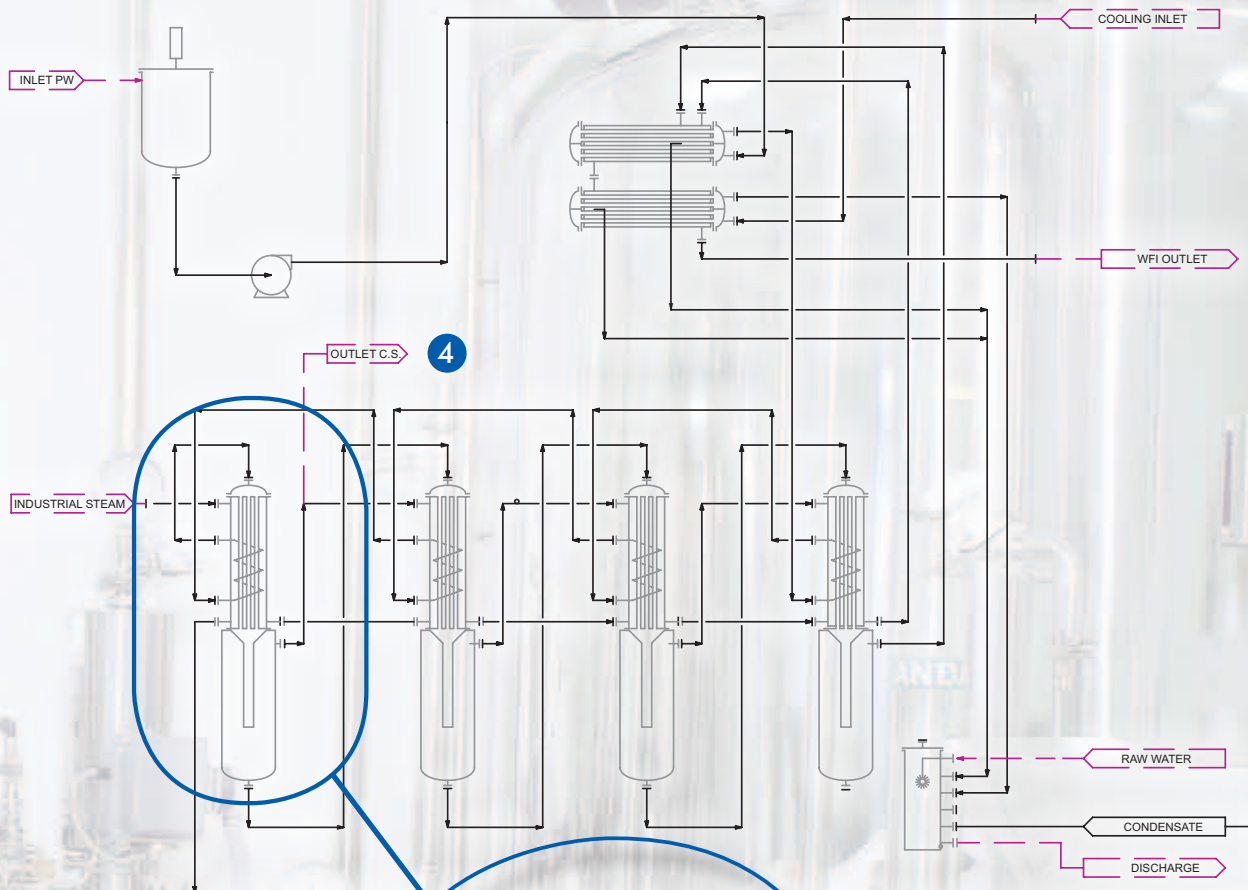 COOLING INLET
INLET PW
WFI OUTLET
OUTLET C.S.
4
INDUSTRIAL STEAM
RAW WATER
CONDENSATE
DISCHARGE